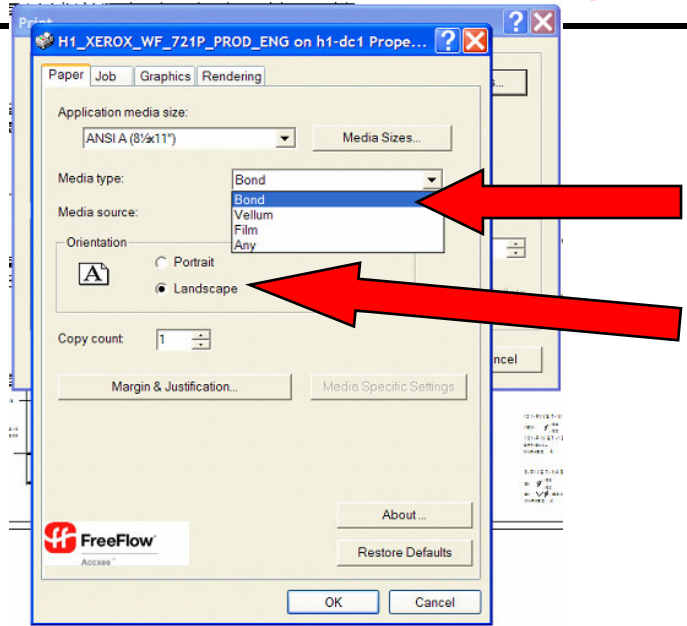 Print
H1_XEROX_WF_721P_PROD_ENG on h1-dc1 Prope...
Paper Job Graphics Rendering
Application media size:
ANSI A (8½x11") Media Sizes...
Media type: Bond
Bond
Vellum
Film
Any
Media source:
Orientation
A
Portrait
Landscape
Copy count: 1
ncel
Margin & Justification... Media Specific Settings
About...
FreeFlow
Accxes
Restore Defaults
OK Cancel